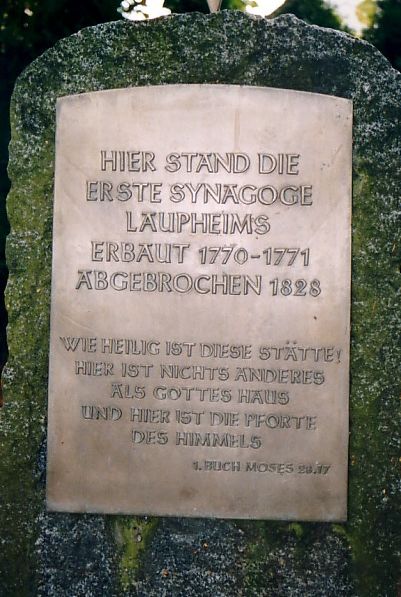 HIER STAND DIE
ERSTE SYNAGOGE
LAUPHEIMS
ERBAUT 1770-1771
ABGEBROCHEN 1828
WIE HEILIG IST DIESE STÄTTE!
HIER IST NICHTS ANDERES
ALS GOTTES HAUS
UND HIER IST DIE PFORTE
DES HIMMELS
1. BUCH MOSES 28.17